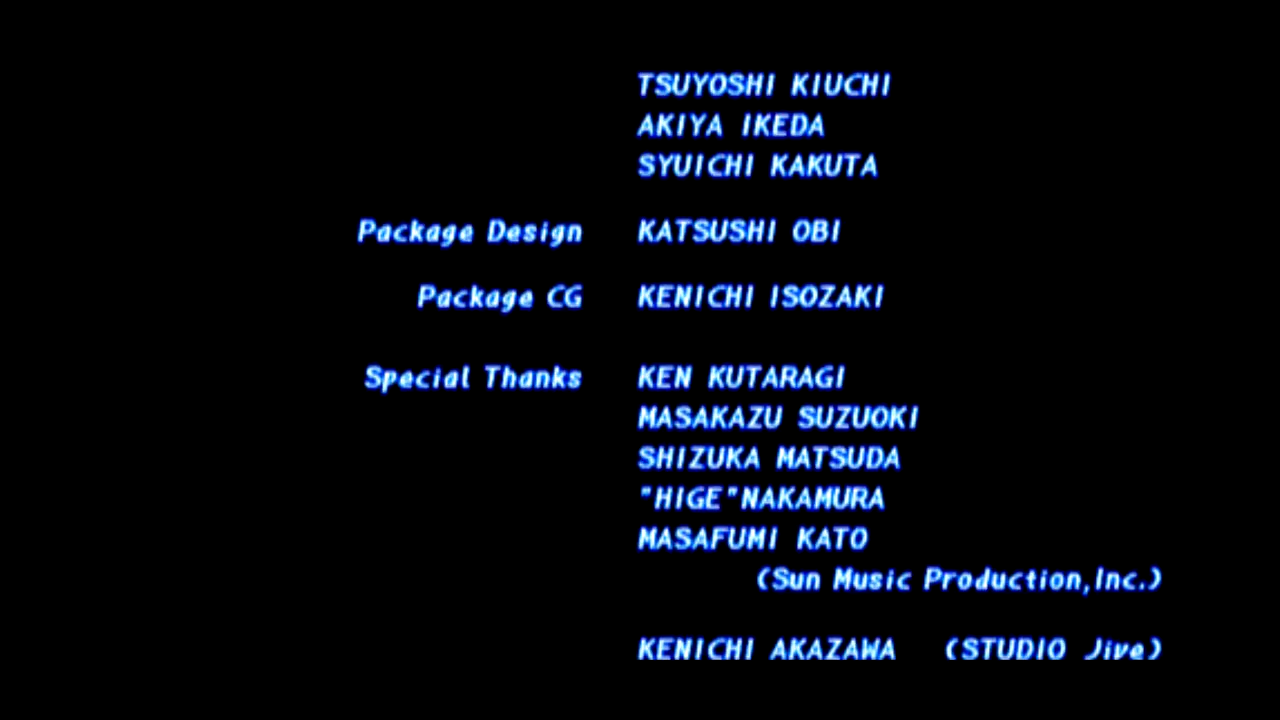 TSUYOSHI KIUCHI
AKIYA IKEDA
SYUICHI KAKUTA
Package Design KATSUSHI OBI
Package CG KENICHI ISOZAKI
Special Thanks KEN KUTARAGI
MASAKAZU SUZUOKI
SHIZUKA MATSUDA
"HIGE"NAKAMURA
MASAFUMI KATO
(Sun Music Production,Inc.)
KENICHI AKAZAWA (STUDIO Jive)